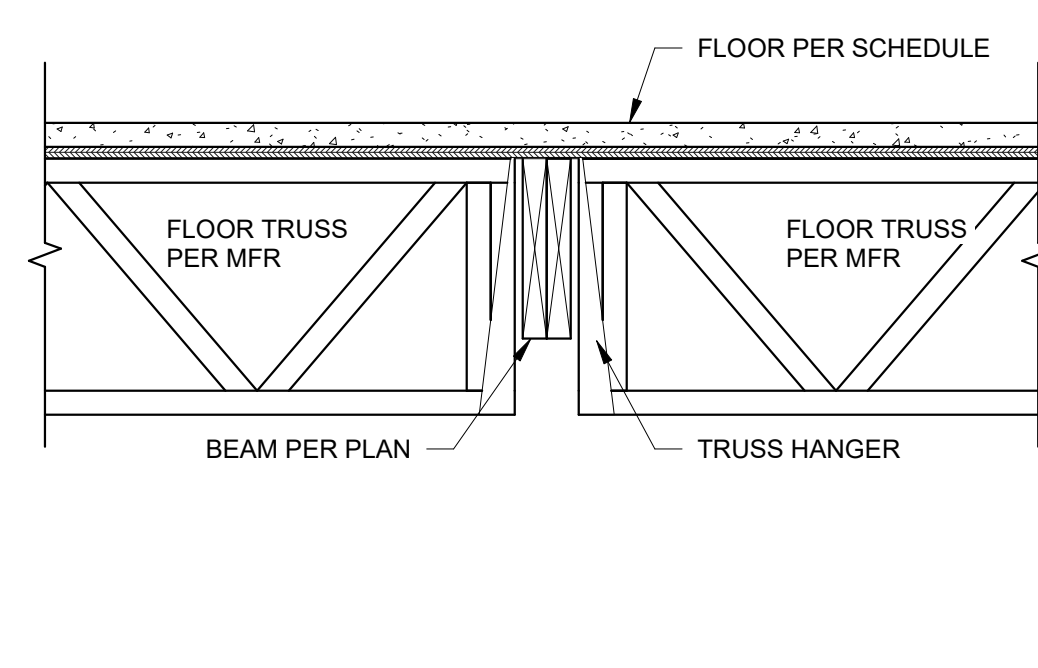 FLOOR PER SCHEDULE
FLOOR TRUSS
PER MFR
FLOOR TRUSS
PER MFR
BEAM PER PLAN
TRUSS HANGER